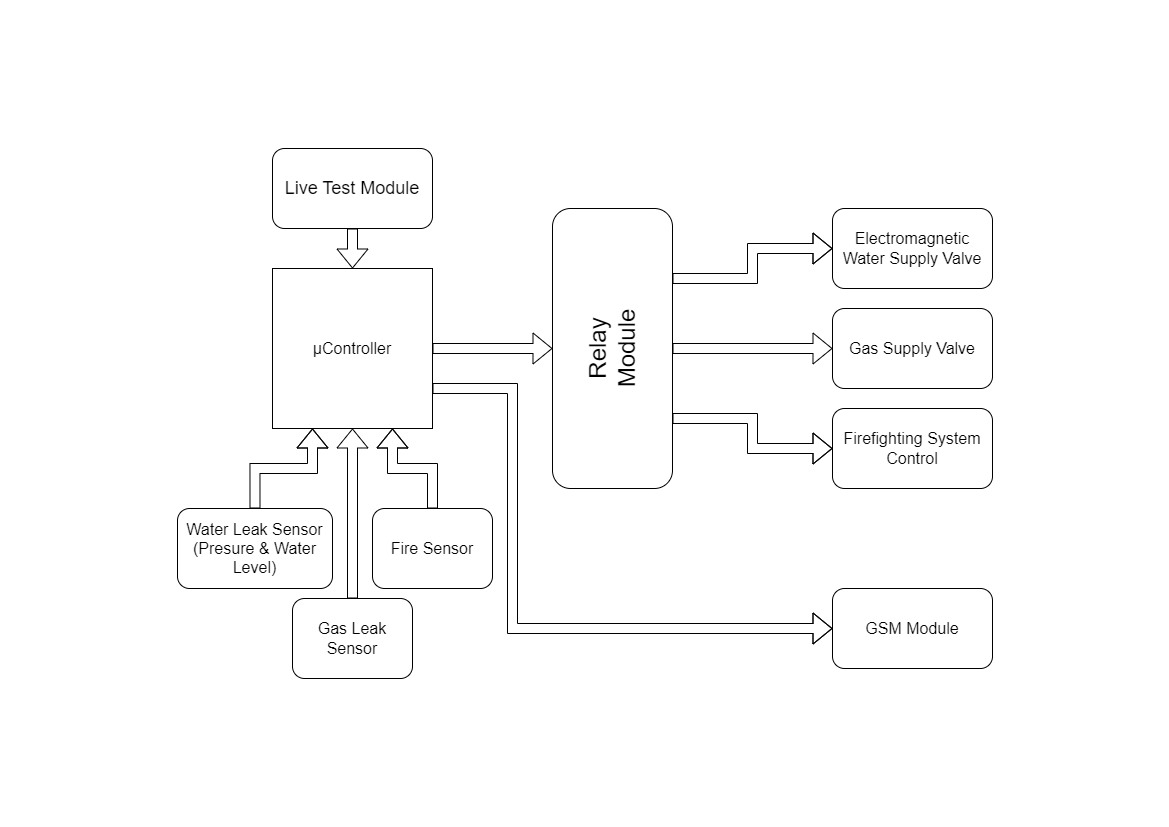 Live Test Module
µController
Relay
Module
Electromagnetic
Water Supply Valve
Gas Supply Valve
Firefighting System
Control
Water Leak Sensor
(Presure & Water
Level)
Fire Sensor
Gas Leak
Sensor
GSM Module